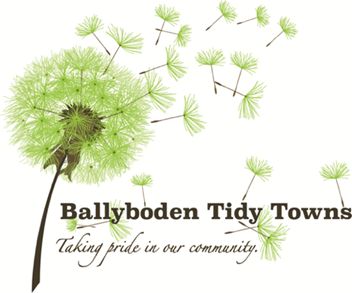 Ballyboden Tidy Towns
Taking pride in our community.